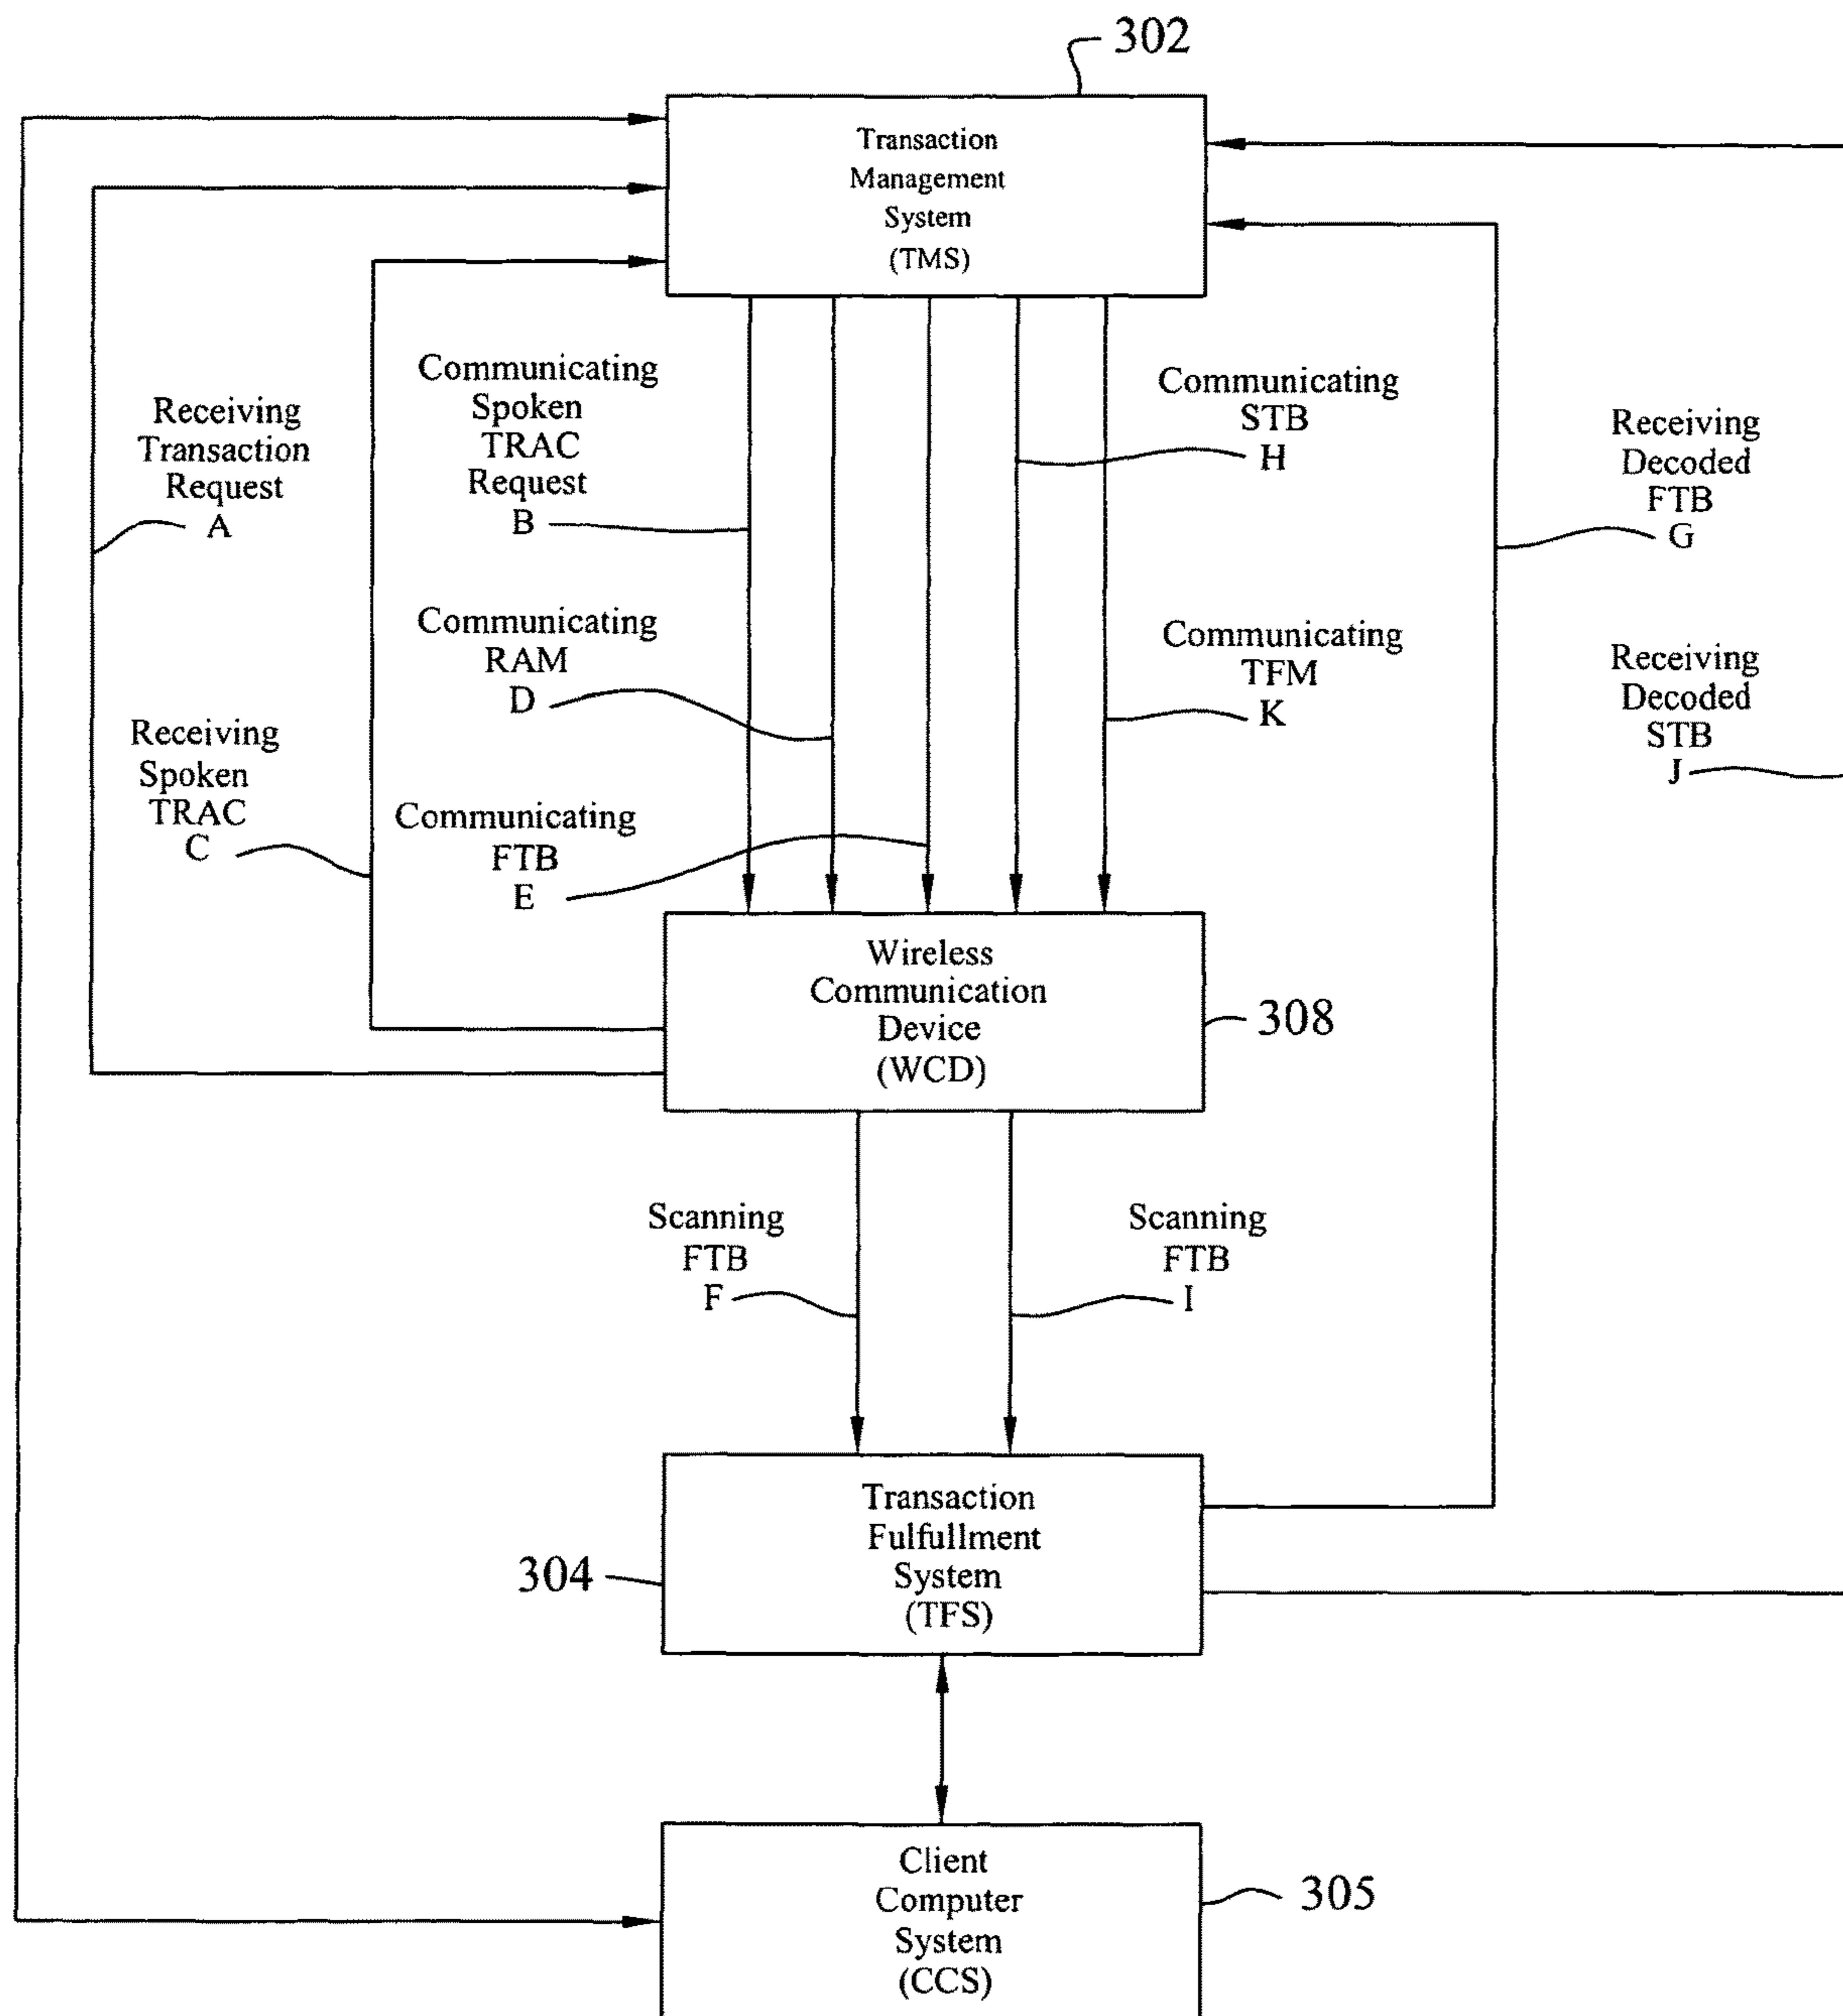 302
Transaction
Management
System
(TMS)
Receiving
Transaction
Request
A
Communicating
Spoken
TRAC
Request
B
Communicating
STB
H
Receiving
Decoded
FTB
G
Communicating
RAM
D
Communicating
TFM
K
Receiving
Decoded
STB
J
Receiving
Spoken
TRAC
C
Communicating
FTB
E
Wireless
Communication
Device
(WCD)
308
Scanning
FTB
F
Scanning
FTB
I
Transaction
Fulfullment
System
(TFS)
304
Client
Computer
System
(CCS)
305